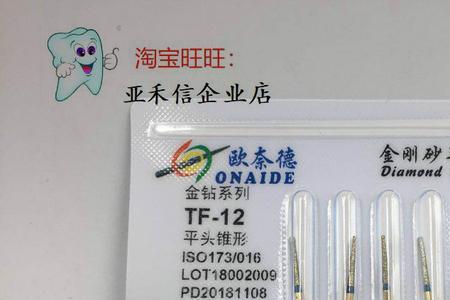 淘宝旺旺：
亚禾信企业店
欧奈德
ONAIDE
金刚砂
Diamond
金钻系列
TF-12
平头锥形
ISO173/016
LOT18002009
PD20181108